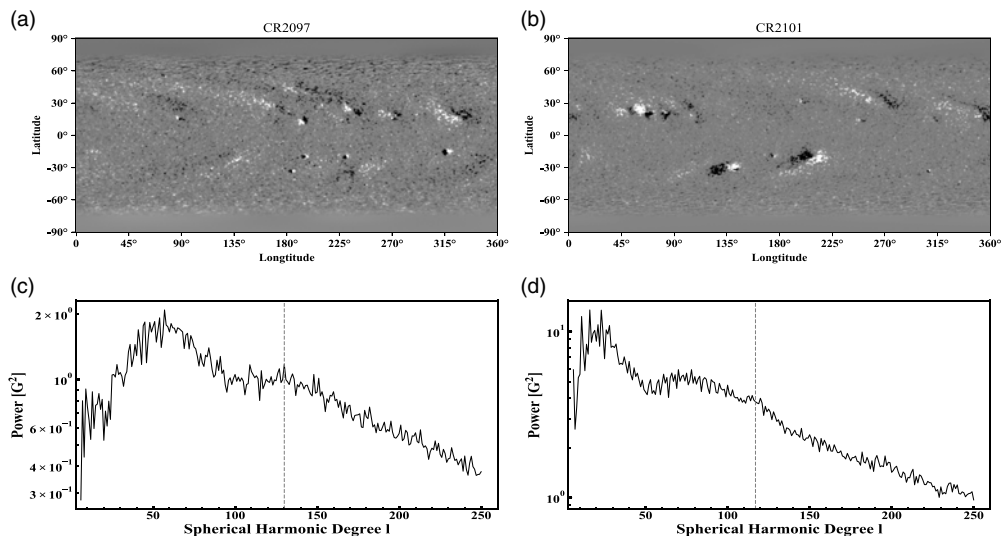 (a)
CR2097
90°
60°
30°
0°
-30°
-60°
-90°
Latitude
0
45°
90°
135°
180°
225°
270°
315°
360°
Longtitude
(b)
CR2101
90°
60°
30°
0°
-30°
-60°
-90°
Latitude
0
45°
90°
135°
180°
225°
270°
315°
360°
Longtitude
(c)
2 × 10⁰
10⁰
6 × 10⁻¹
4 × 10⁻¹
3 × 10⁻¹
Power [G²]
50
100
150
200
250
Spherical Harmonic Degree l
(d)
10¹
10⁰
Power [G²]
50
100
150
200
250
Spherical Harmonic Degree l